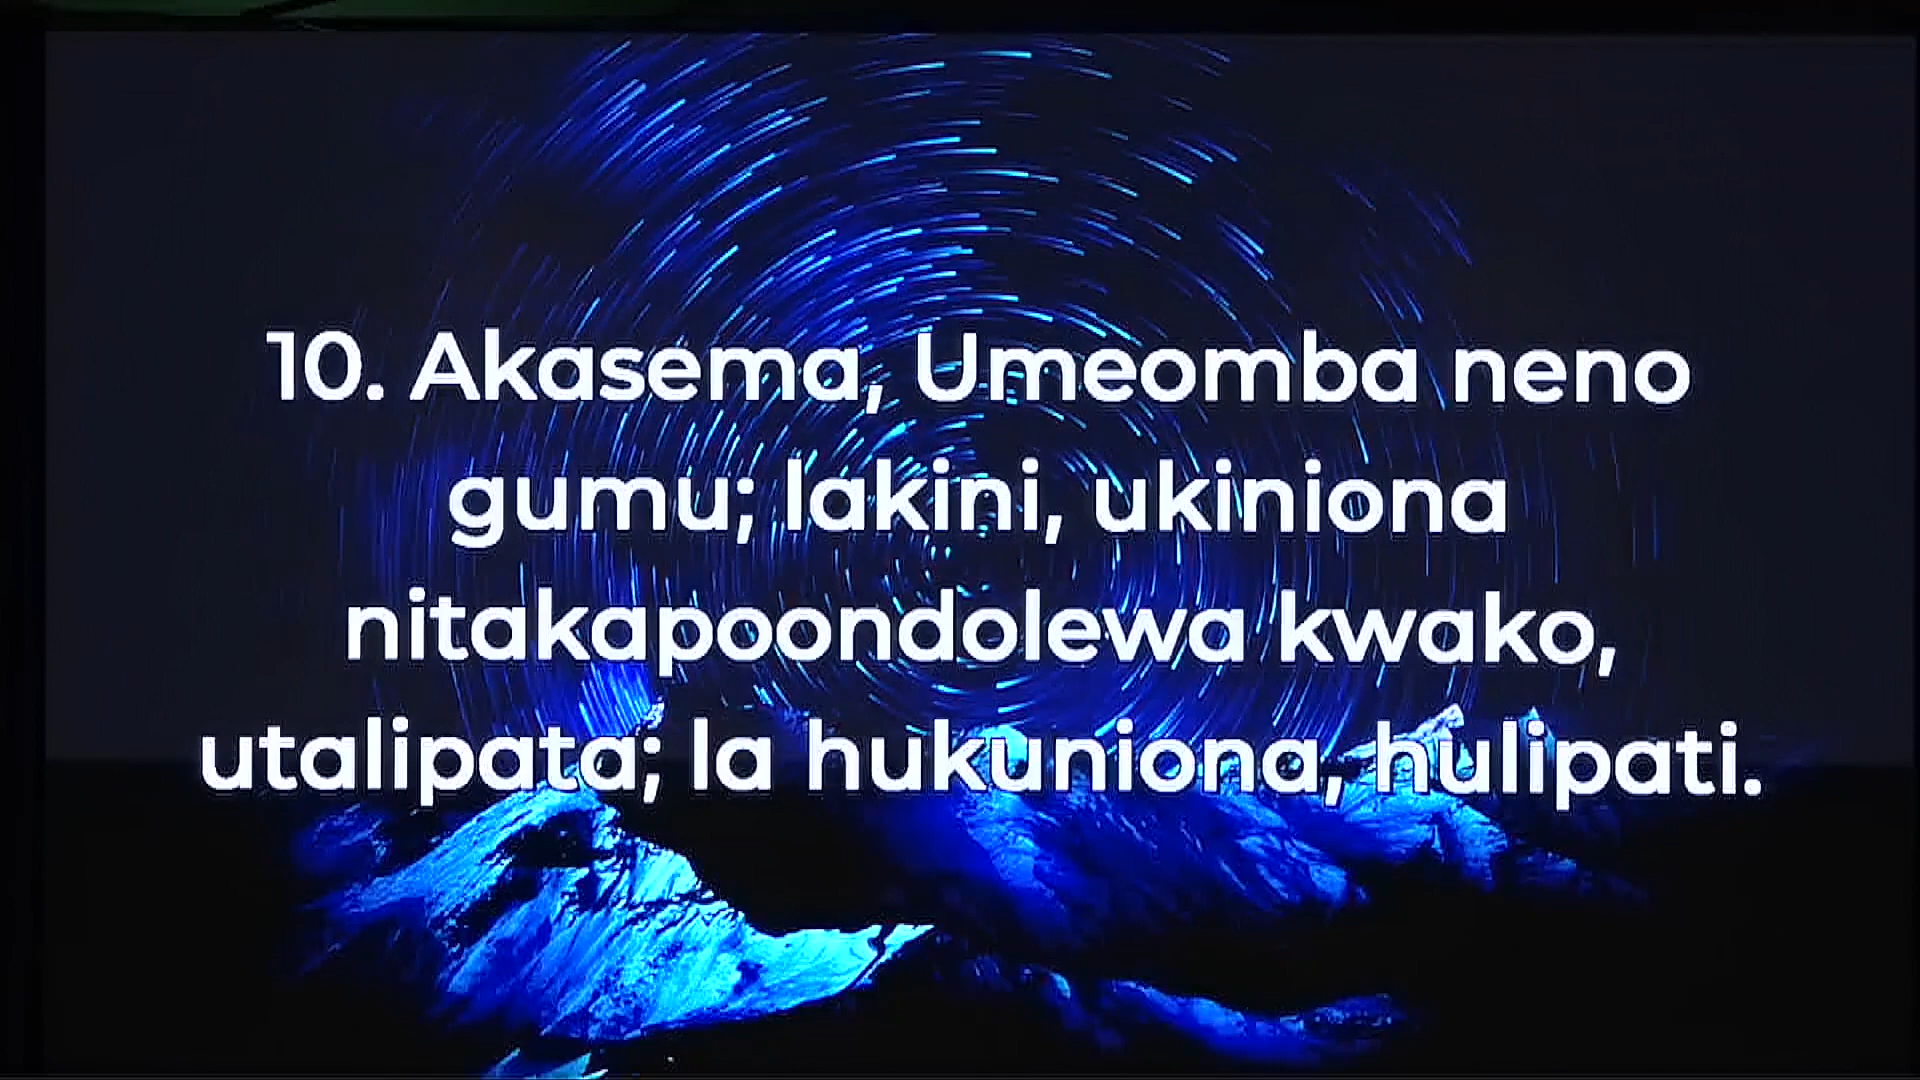 10. Akasema, Umeomba neno
gumu; lakini, ukiniona
nitakapoondolewa kwako,
utalipata; la hukuniona, hulipati.